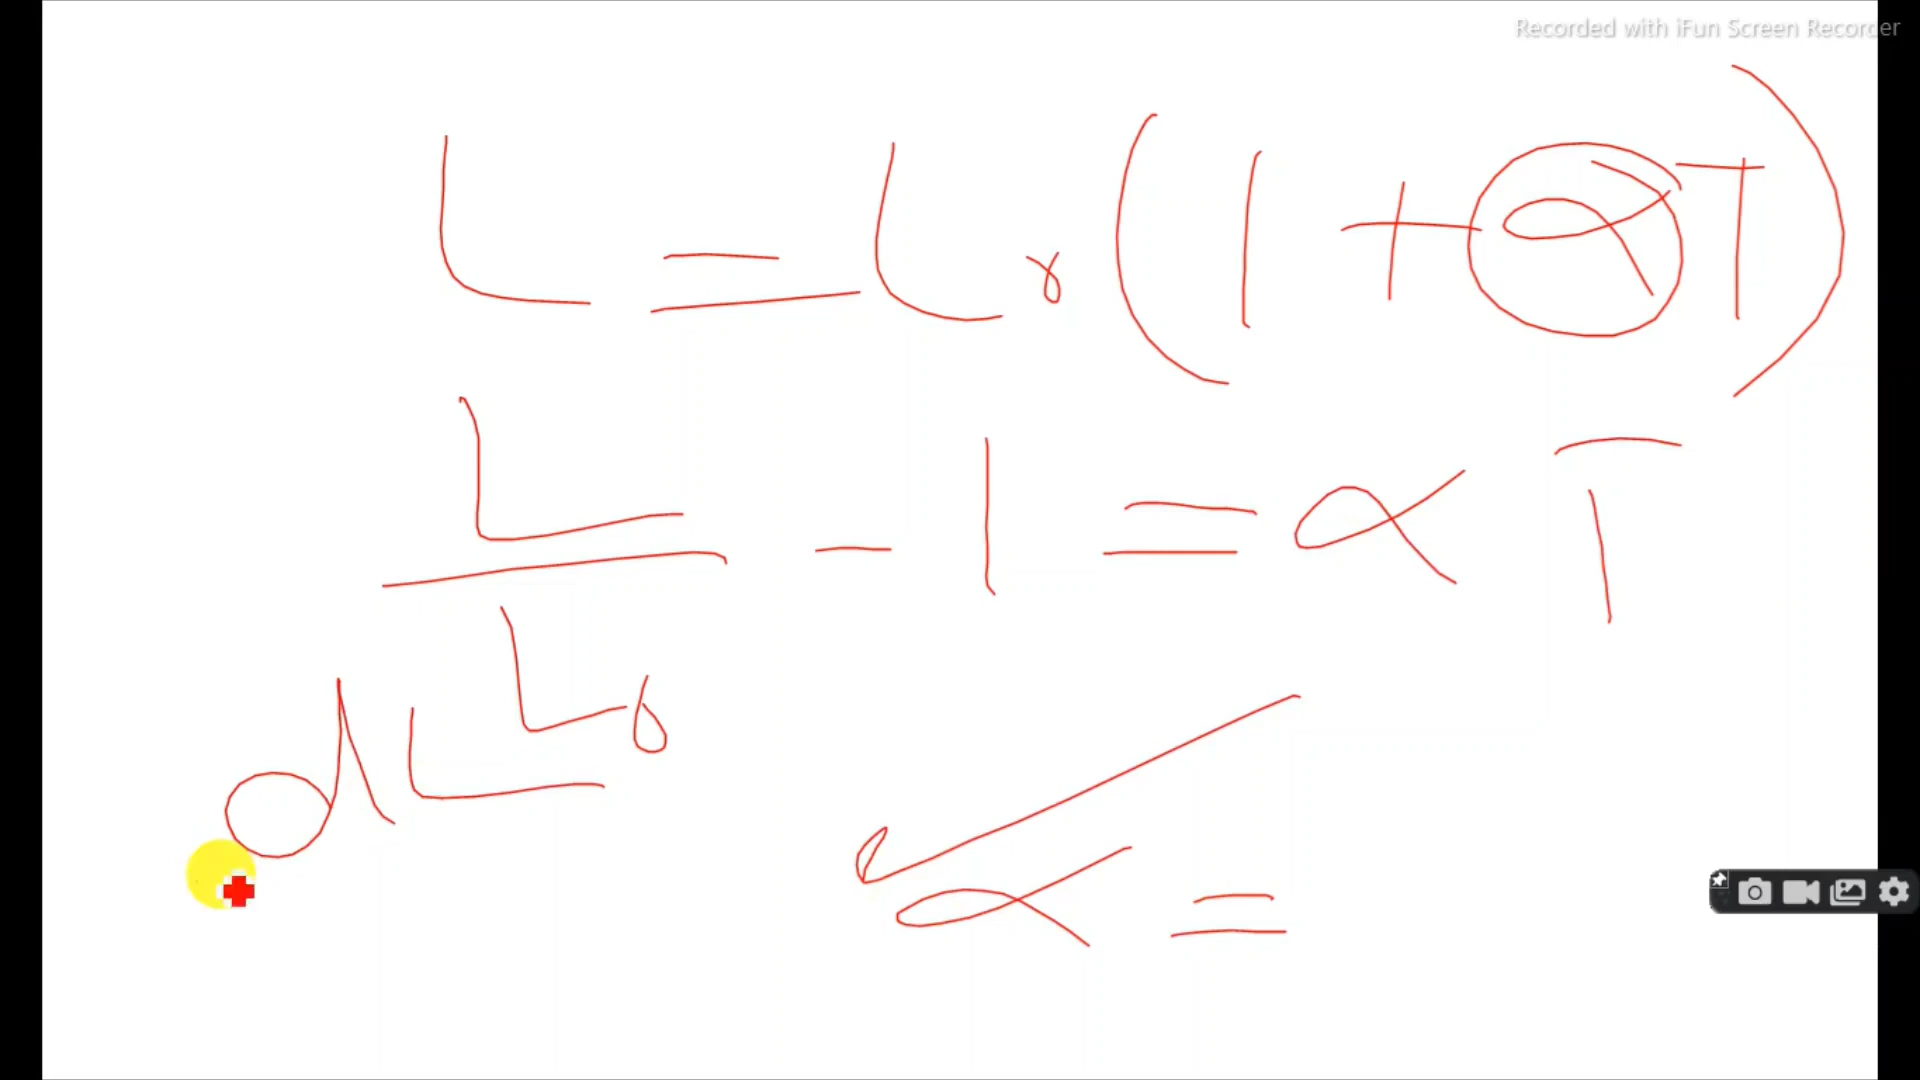 Recorded with iFun Screen Recorder
L = L₀ (1 + αT)
L/L₀ - 1 = αT
dL
α =